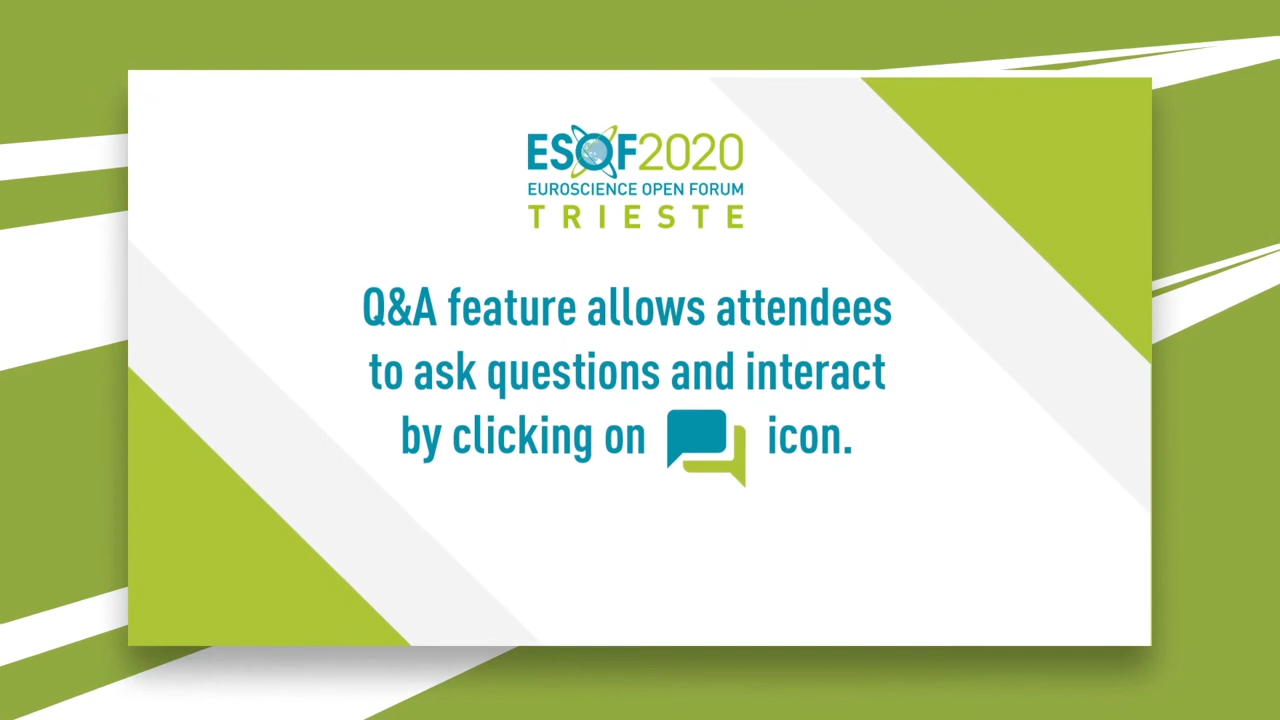 ESOF2020
EUROSCIENCE OPEN FORUM
TRIESTE
Q&A feature allows attendees
to ask questions and interact
by clicking on icon.